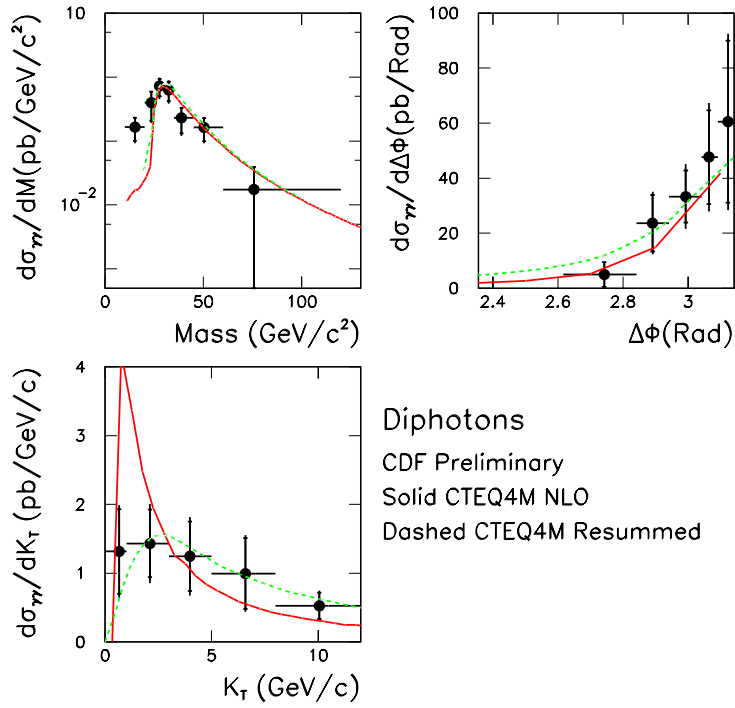 10
10⁻²
dσγγ/dM(pb/GeV/c²)
0
50
100
Mass (GeV/c²)
100
80
60
40
20
0
dσγγ/dΔΦ(pb/Rad)
2.4
2.6
2.8
3
ΔΦ(Rad)
4
3
2
1
0
dσγγ/dK_T (pb/GeV/c)
0
5
10
K_T (GeV/c)
Diphotons
CDF Preliminary
Solid CTEQ4M NLO
Dashed CTEQ4M Resummed